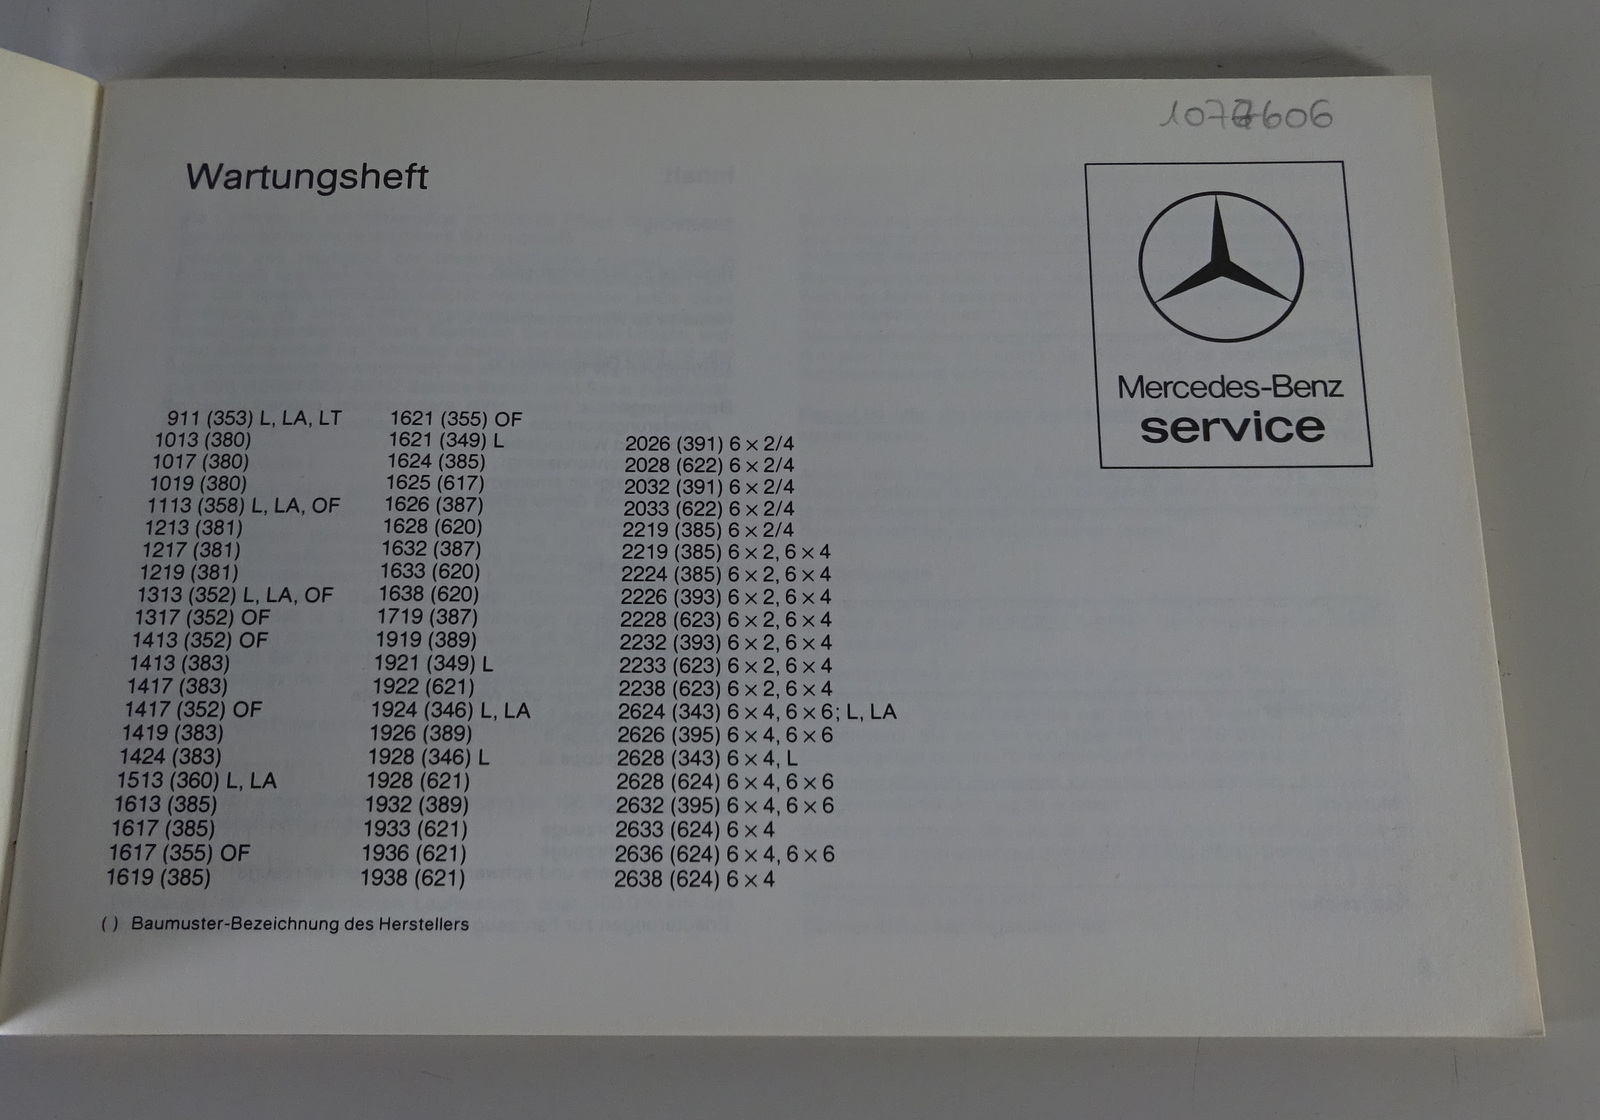 Wartungsheft
Mercedes-Benz
service
911 (353) L, LA, LT
1013 (380)
1017 (380)
1019 (380)
1113 (358) L, LA, OF
1213 (381)
1217 (381)
1219 (381)
1313 (352) L, LA, OF
1317 (352) OF
1413 (352) OF
1413 (383)
1417 (383)
1417 (352) OF
1419 (383)
1424 (383)
1513 (360) L, LA
1613 (385)
1617 (385)
1617 (355) OF
1619 (385)
1621 (355) OF
1621 (349) L
1624 (385)
1625 (617)
1626 (387)
1628 (620)
1632 (387)
1633 (620)
1638 (620)
1719 (387)
1919 (389)
1921 (349) L
1922 (621)
1924 (346) L, LA
1926 (389)
1928 (346) L
1928 (621)
1932 (389)
1933 (621)
1936 (621)
1938 (621)
2026 (391) 6 × 2/4
2028 (622) 6 × 2/4
2032 (391) 6 × 2/4
2033 (622) 6 × 2/4
2219 (385) 6 × 2/4
2219 (385) 6 × 2, 6 × 4
2224 (385) 6 × 2, 6 × 4
2226 (393) 6 × 2, 6 × 4
2228 (623) 6 × 2, 6 × 4
2232 (393) 6 × 2, 6 × 4
2233 (623) 6 × 2, 6 × 4
2238 (623) 6 × 2, 6 × 4
2624 (343) 6 × 4, 6 × 6; L, LA
2626 (395) 6 × 4, 6 × 6
2628 (343) 6 × 4, L
2628 (624) 6 × 4, 6 × 6
2632 (395) 6 × 4, 6 × 6
2633 (624) 6 × 4
2636 (624) 6 × 4, 6 × 6
2638 (624) 6 × 4
( ) Baumuster-Bezeichnung des Herstellers